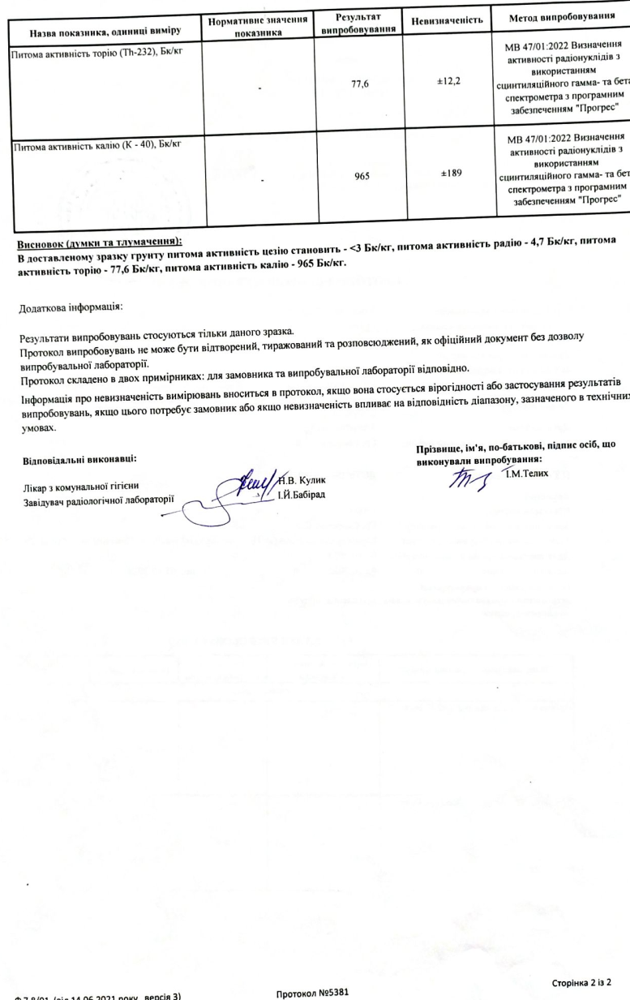 Назва показника, одиниці виміру
Нормативне значення
показника
Результат
випробовування
Невизначеність
Метод випробовування
Питома активність торію (Th-232), Бк/кг
-
77,6
±12,2
МВ 47/01:2022 Визначення
активності радіонуклідів з
використанням
сцинтиляційного гамма- та бета
спектрометра з програмним
забезпеченням "Прогрес"
Питома активність калію (К - 40), Бк/кг
-
965
±189
МВ 47/01:2022 Визначення
активності радіонуклідів з
використанням
сцинтиляційного гамма- та бет
спектрометра з програмним
забезпеченням "Прогрес"
Висновок (думки та тлумачення):
В доставленому зразку грунту питома активність цезію становить - <3 Бк/кг, питома активність радію - 4,7 Бк/кг, питома
активність торію - 77,6 Бк/кг, питома активність калію - 965 Бк/кг.
Додаткова інформація:
Результати випробовувань стосуються тільки даного зразка.
Протокол випробовувань не може бути відтворений, тиражований та розповсюджений, як офіційний документ без дозволу
випробувальної лабораторії.
Протокол складено в двох примірниках: для замовника та випробувальної лабораторії відповідно.
Інформація про невизначеність вимірювань вноситься в протокол, якщо вона стосується вірогідності або застосування результатів
випробовувань, якщо цього потребує замовник або якщо невизначеність впливає на відповідність діапазону, зазначеного в технічних
умовах.
Відповідальні виконавці:
Лікар з комунальної гігієни
Н.В. Кулик
Завідувач радіологічної лабораторії
І.Й.Бабірад
Прізвище, ім'я, по-батькові, підпис осіб, що
виконували випробування:
І.М.Телих
Ф 7.8/01 (від 14.06.2021 року, версія 3)
Протокол №5381
Сторінка 2 із 2